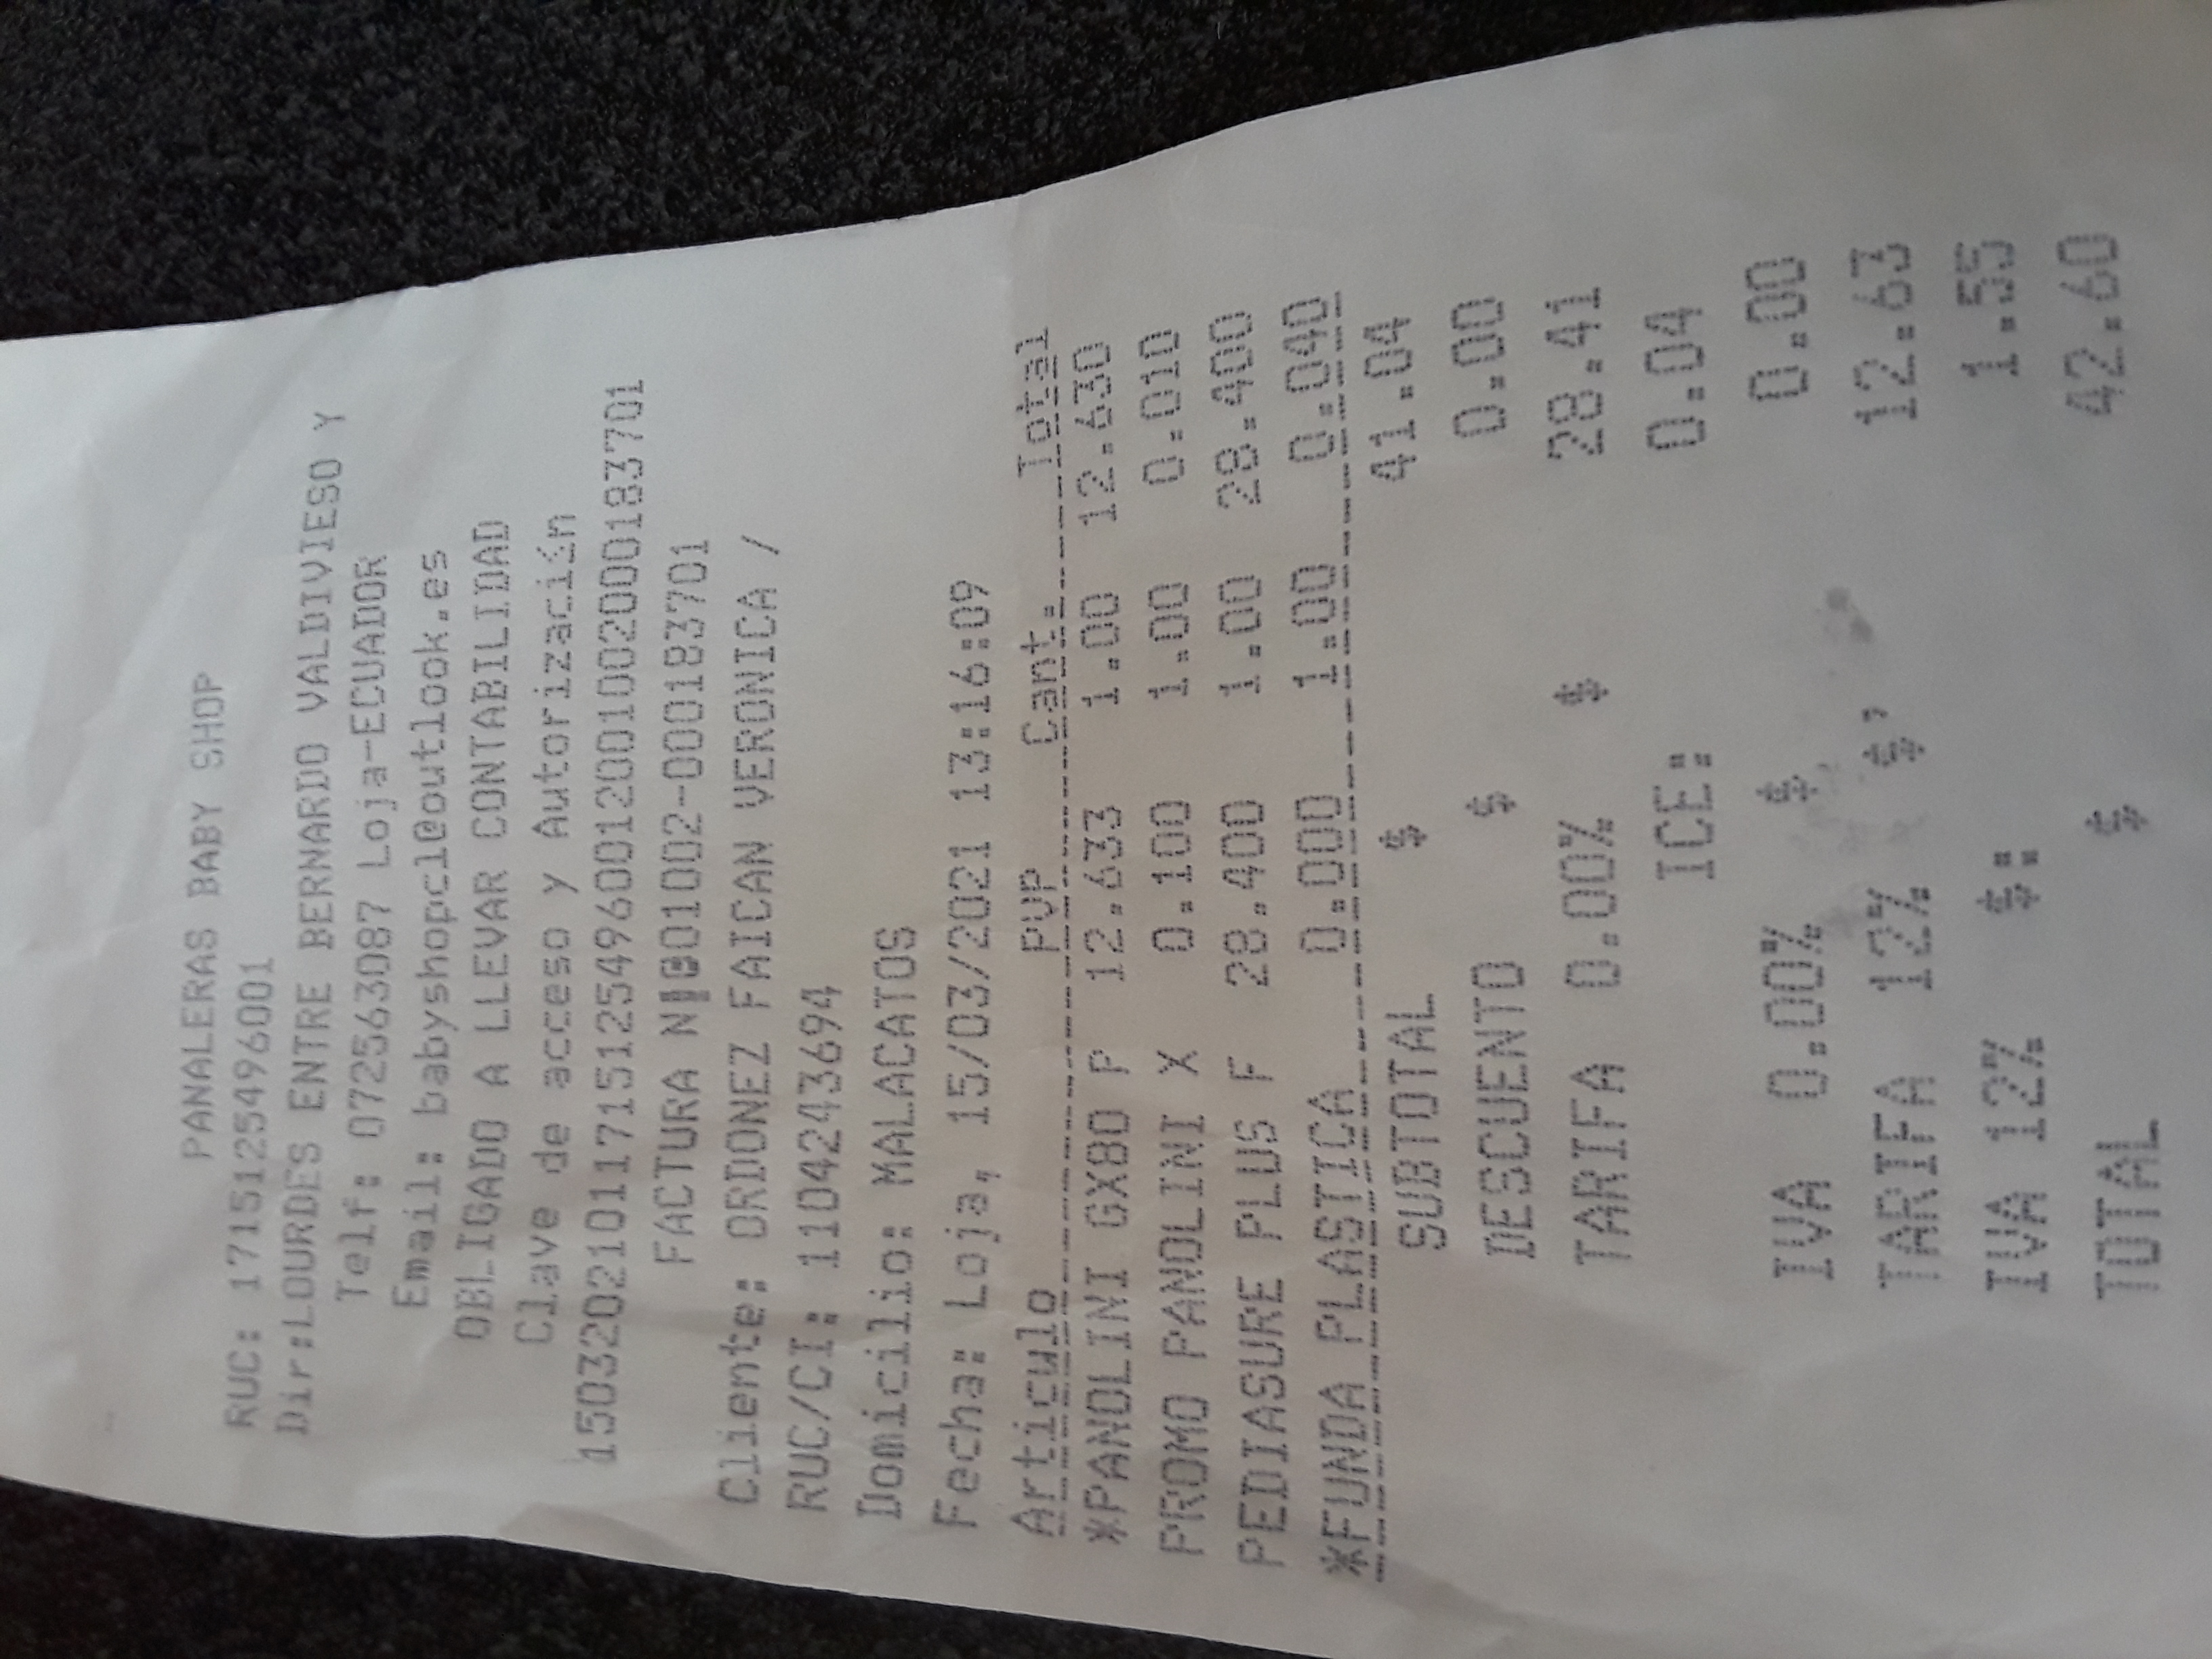 PANALERAS BABY SHOP
RUC: 1715125496001
Dir:LOURDES ENTRE BERNARDO VALDIVIESO Y
Telf: 072563087 Loja-ECUADOR
Email: babyshopcl@outlook.es
OBLIGADO A LLEVAR CONTABILIDAD
Clave de acceso y Autorización
150320210117151254960012001002000183701
FACTURA N 001002-000183701
Cliente: ORDONEZ FAICAN VERONICA /
RUC/CI: 1104243694
Domicilio: MALACATOS
Fecha: Loja, 15/03/2021 13:16:09
Articulo PVP Cant. Total
*PANOLINI GX80 P 12.633 1.00 12.630
PROMO PANOLINI X 0.100 1.00 0.010
PEDIASURE PLUS F 28.400 1.00 28.400
*FUNDA PLASTICA 0.000 1.00 0.040
SUBTOTAL $ 41.04
DESCUENTO $ 0.00
TARIFA 0.00% $ 28.41
ICE: 0.04
IVA 0.00% $ 0.00
TARIFA 12% $ 12.63
IVA 12% $:
TOTAL $ 42.60